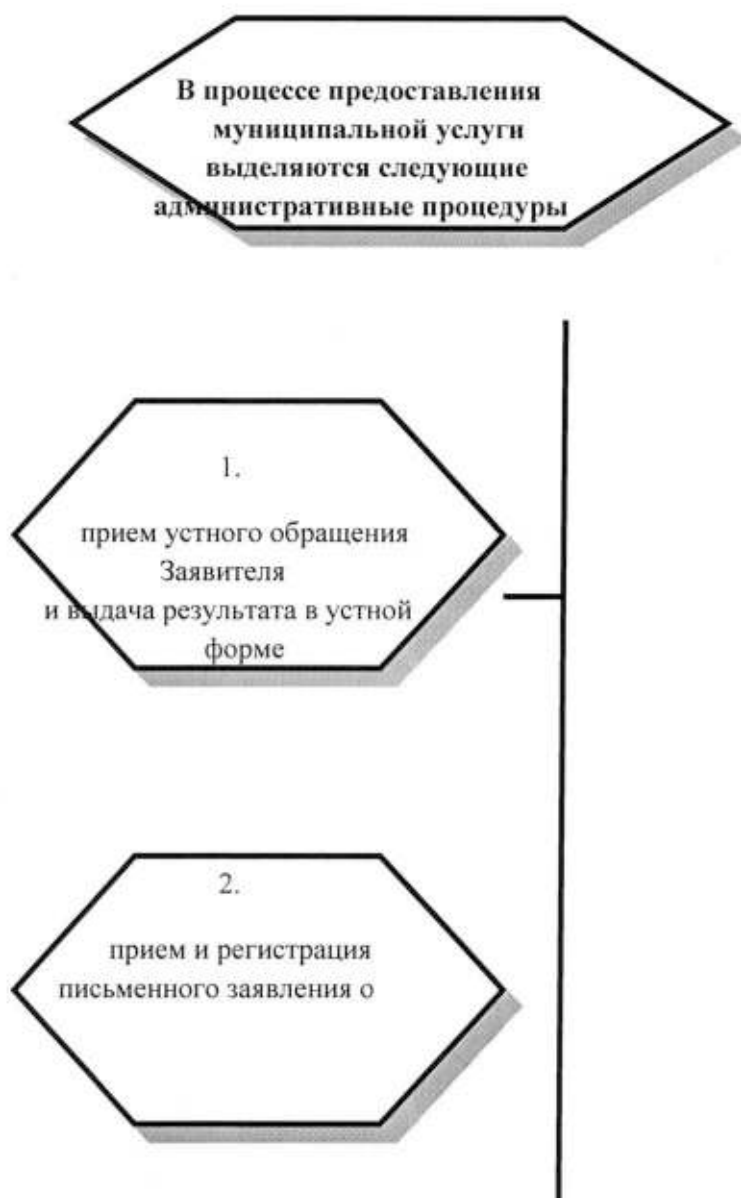 В процессе предоставления
муниципальной услуги
выделяются следующие
административные процедуры
1.
прием устного обращения
Заявителя
и выдача результата в устной
форме
2.
прием и регистрация
письменного заявления о